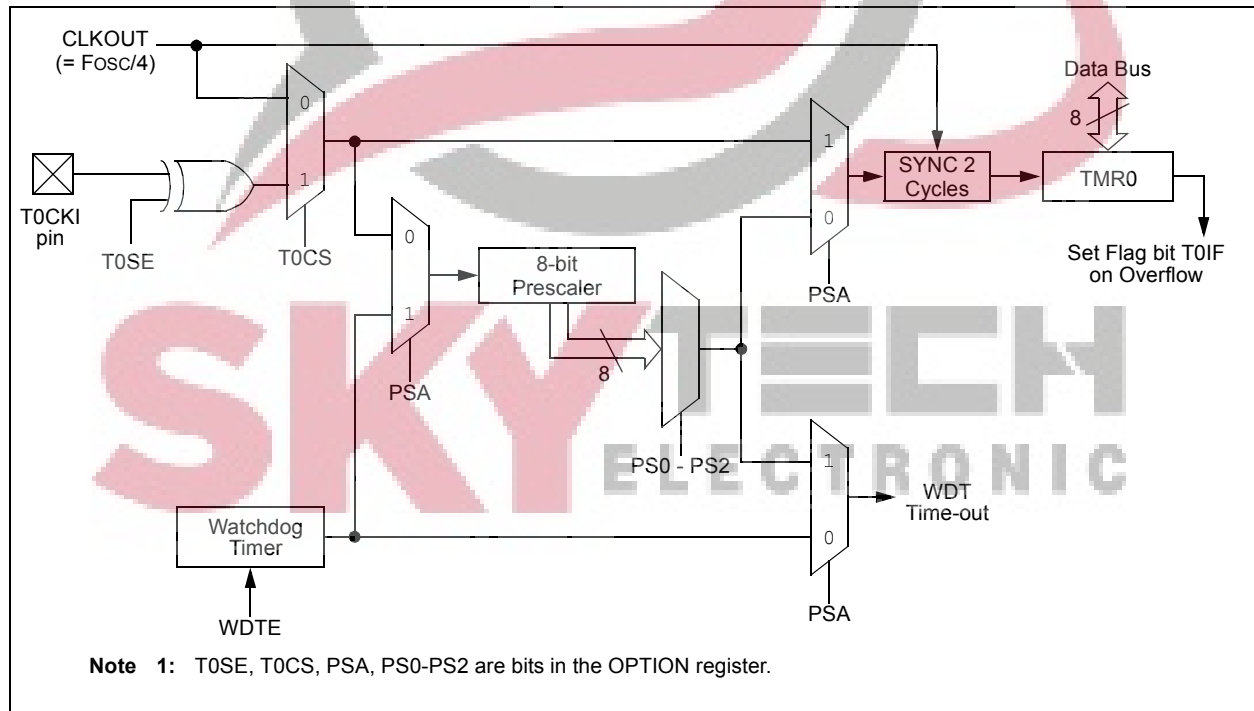 CLKOUT
(= FOSC/4)
T0CKI
pin
T0SE
0
1
T0CS
0
1
PSA
8-bit
Prescaler
8
PS0 - PS2
1
0
PSA
SYNC 2
Cycles
Data Bus
8
TMR0
Set Flag bit T0IF
on Overflow
SKYTECH
ELECTRONIC
Watchdog
Timer
WDTE
1
0
PSA
WDT
Time-out
Note 1: T0SE, T0CS, PSA, PS0-PS2 are bits in the OPTION register.